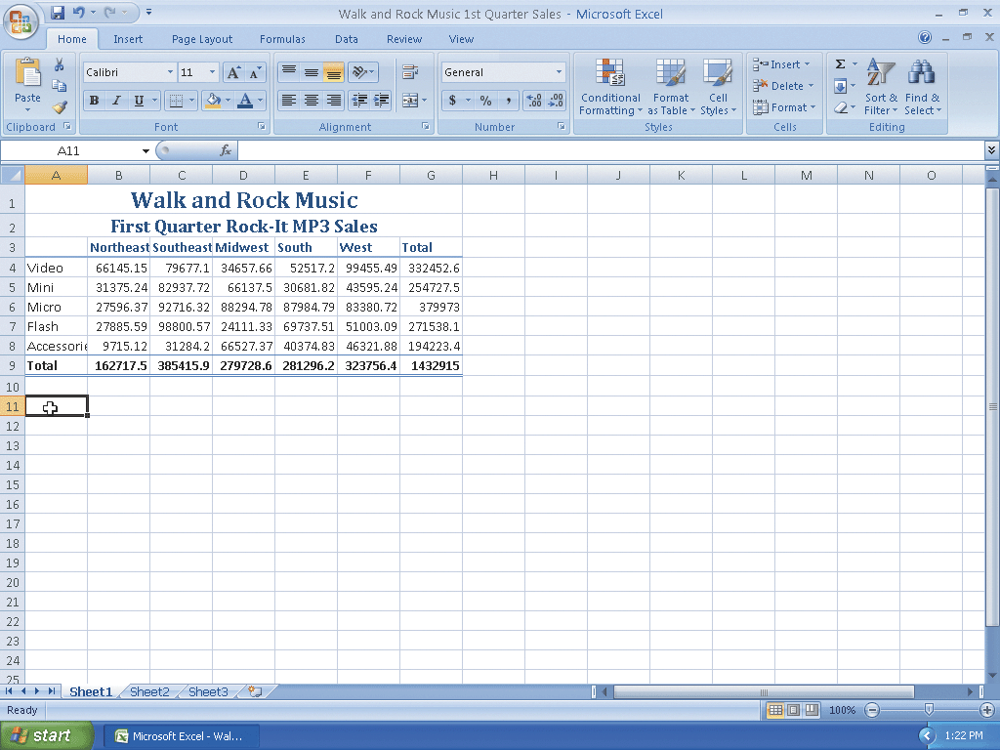 Walk and Rock Music 1st Quarter Sales - Microsoft Excel
Home Insert Page Layout Formulas Data Review View
Calibri 11 General
Paste
B I U $ % , .00 .00
Conditional Formatting Format as Table Cell Styles
Insert
Delete
Format
Σ
Sort & Filter Find & Select
Clipboard Font Alignment Number Styles Cells Editing
A11 fx
A B C D E F G H I J K L M N O
1 Walk and Rock Music
2 First Quarter Rock-It MP3 Sales
3 Northeast Southeast Midwest South West Total
4 Video 66145.15 79677.1 34657.66 52517.2 99455.49 332452.6
5 Mini 31375.24 82937.72 66137.5 30681.82 43595.24 254727.5
6 Micro 27596.37 92716.32 88294.78 87984.79 83380.72 379973
7 Flash 27885.59 98800.57 24111.33 69737.51 51003.09 271538.1
8 Accessorie 9715.12 31284.2 66527.37 40374.83 46321.88 194223.4
9 Total 162717.5 385415.9 279728.6 281296.2 323756.4 1432915
10
11
12
13
14
15
16
17
18
19
20
21
22
23
24
25
Sheet1 Sheet2 Sheet3
Ready 100%
start Microsoft Excel - Wal... 1:22 PM